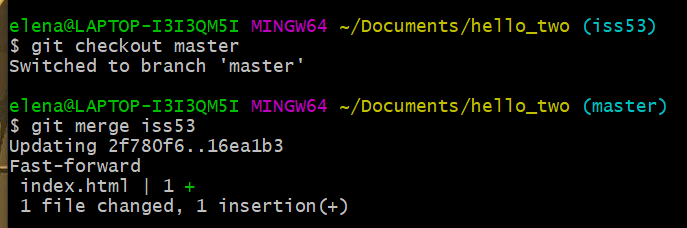 elena@LAPTOP-I3I3QM5I MINGW64 ~/Documents/hello_two (iss53)
$ git checkout master
Switched to branch 'master'
elena@LAPTOP-I3I3QM5I MINGW64 ~/Documents/hello_two (master)
$ git merge iss53
Updating 2f780f6..16ea1b3
Fast-forward
 index.html | 1 +
 1 file changed, 1 insertion(+)